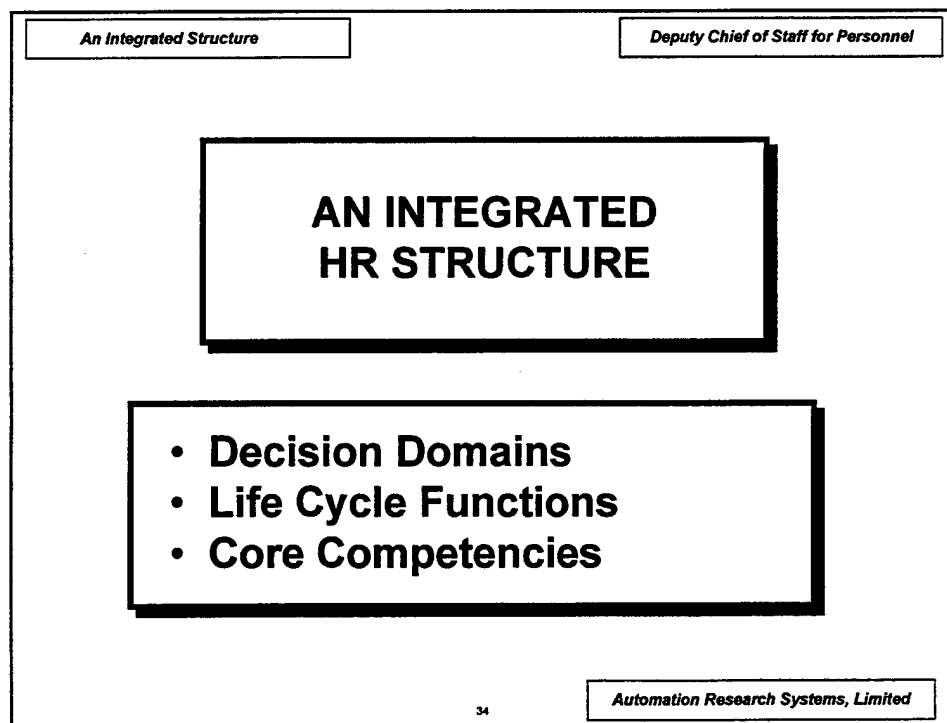 An Integrated Structure
Deputy Chief of Staff for Personnel
AN INTEGRATED
HR STRUCTURE
• Decision Domains
• Life Cycle Functions
• Core Competencies
34
Automation Research Systems, Limited